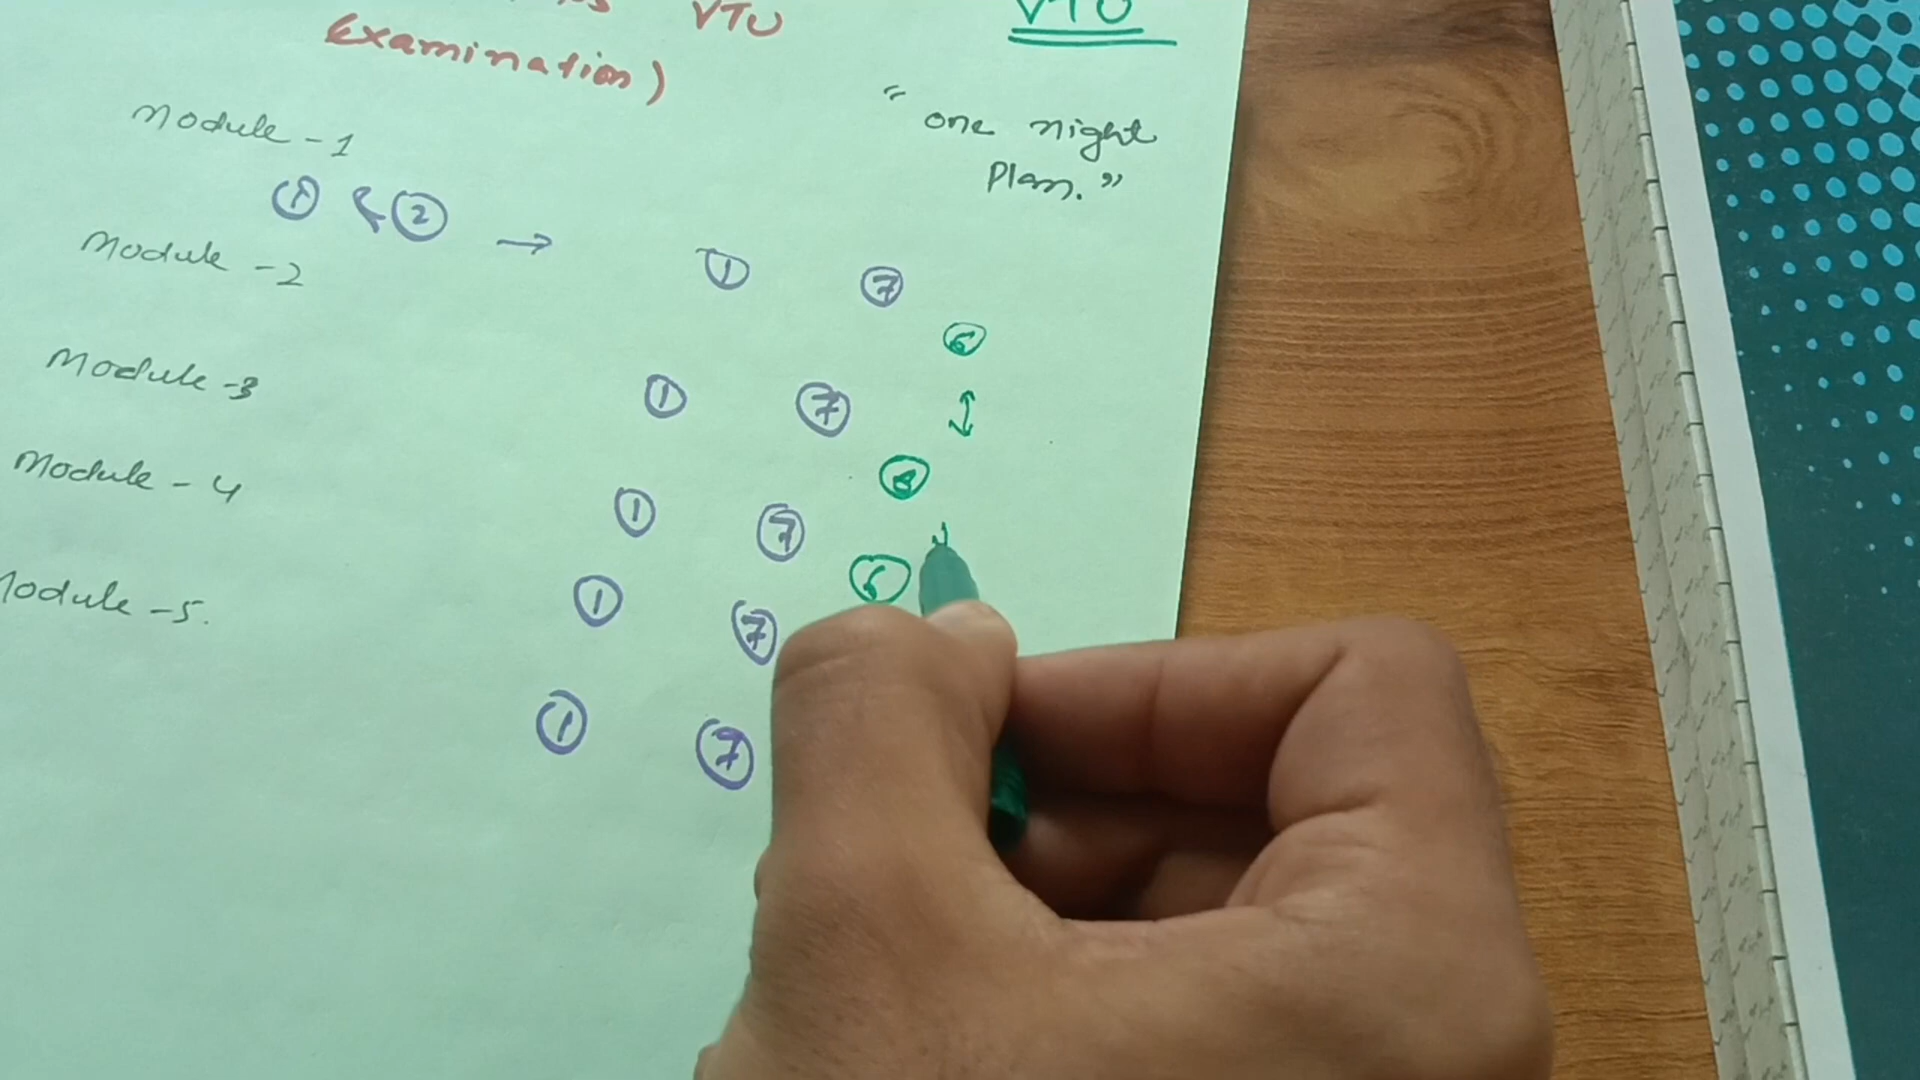 VTU VTU
Examination)
" one night
Plan."
Module - 1
① & ②
Module - 2
→ ① ⑦
⑥
Module - 3
① ⑦ ↕
⑧
Module - 4
① ⑦
⑥
Module - 5.
① ⑦
① ⑦